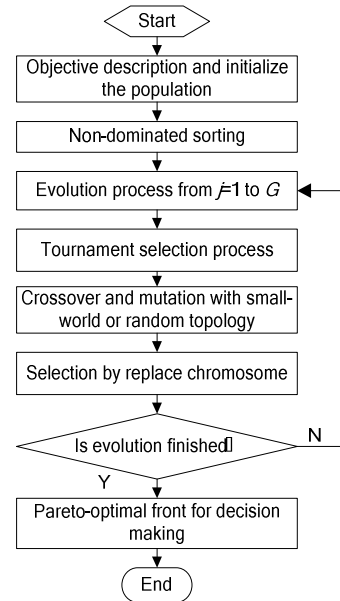 Start
Objective description and initialize
the population
Non-dominated sorting
Evolution process from j=1 to G
Tournament selection process
Crossover and mutation with small-
world or random topology
Selection by replace chromosome
Is evolution finished▯
N
Y
Pareto-optimal front for decision
making
End